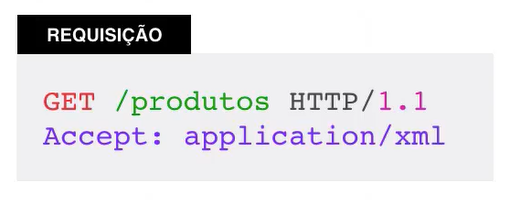 REQUISIÇÃO
GET /produtos HTTP/1.1
Accept: application/xml